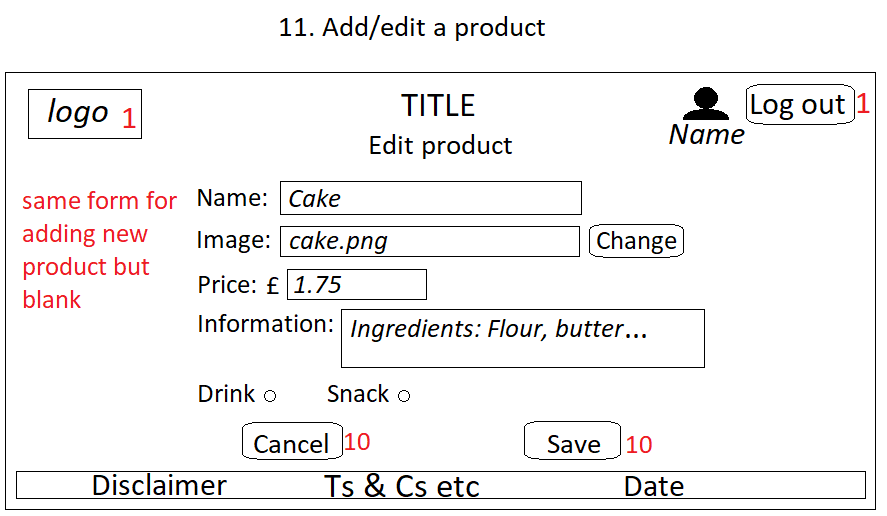 11. Add/edit a product
logo 1
TITLE
Log out 1
Name
Edit product
same form for
adding new
product but
blank
Name: Cake
Image: cake.png Change
Price: £ 1.75
Information: Ingredients: Flour, butter...
Drink Snack
Cancel 10 Save 10
Disclaimer Ts & Cs etc Date